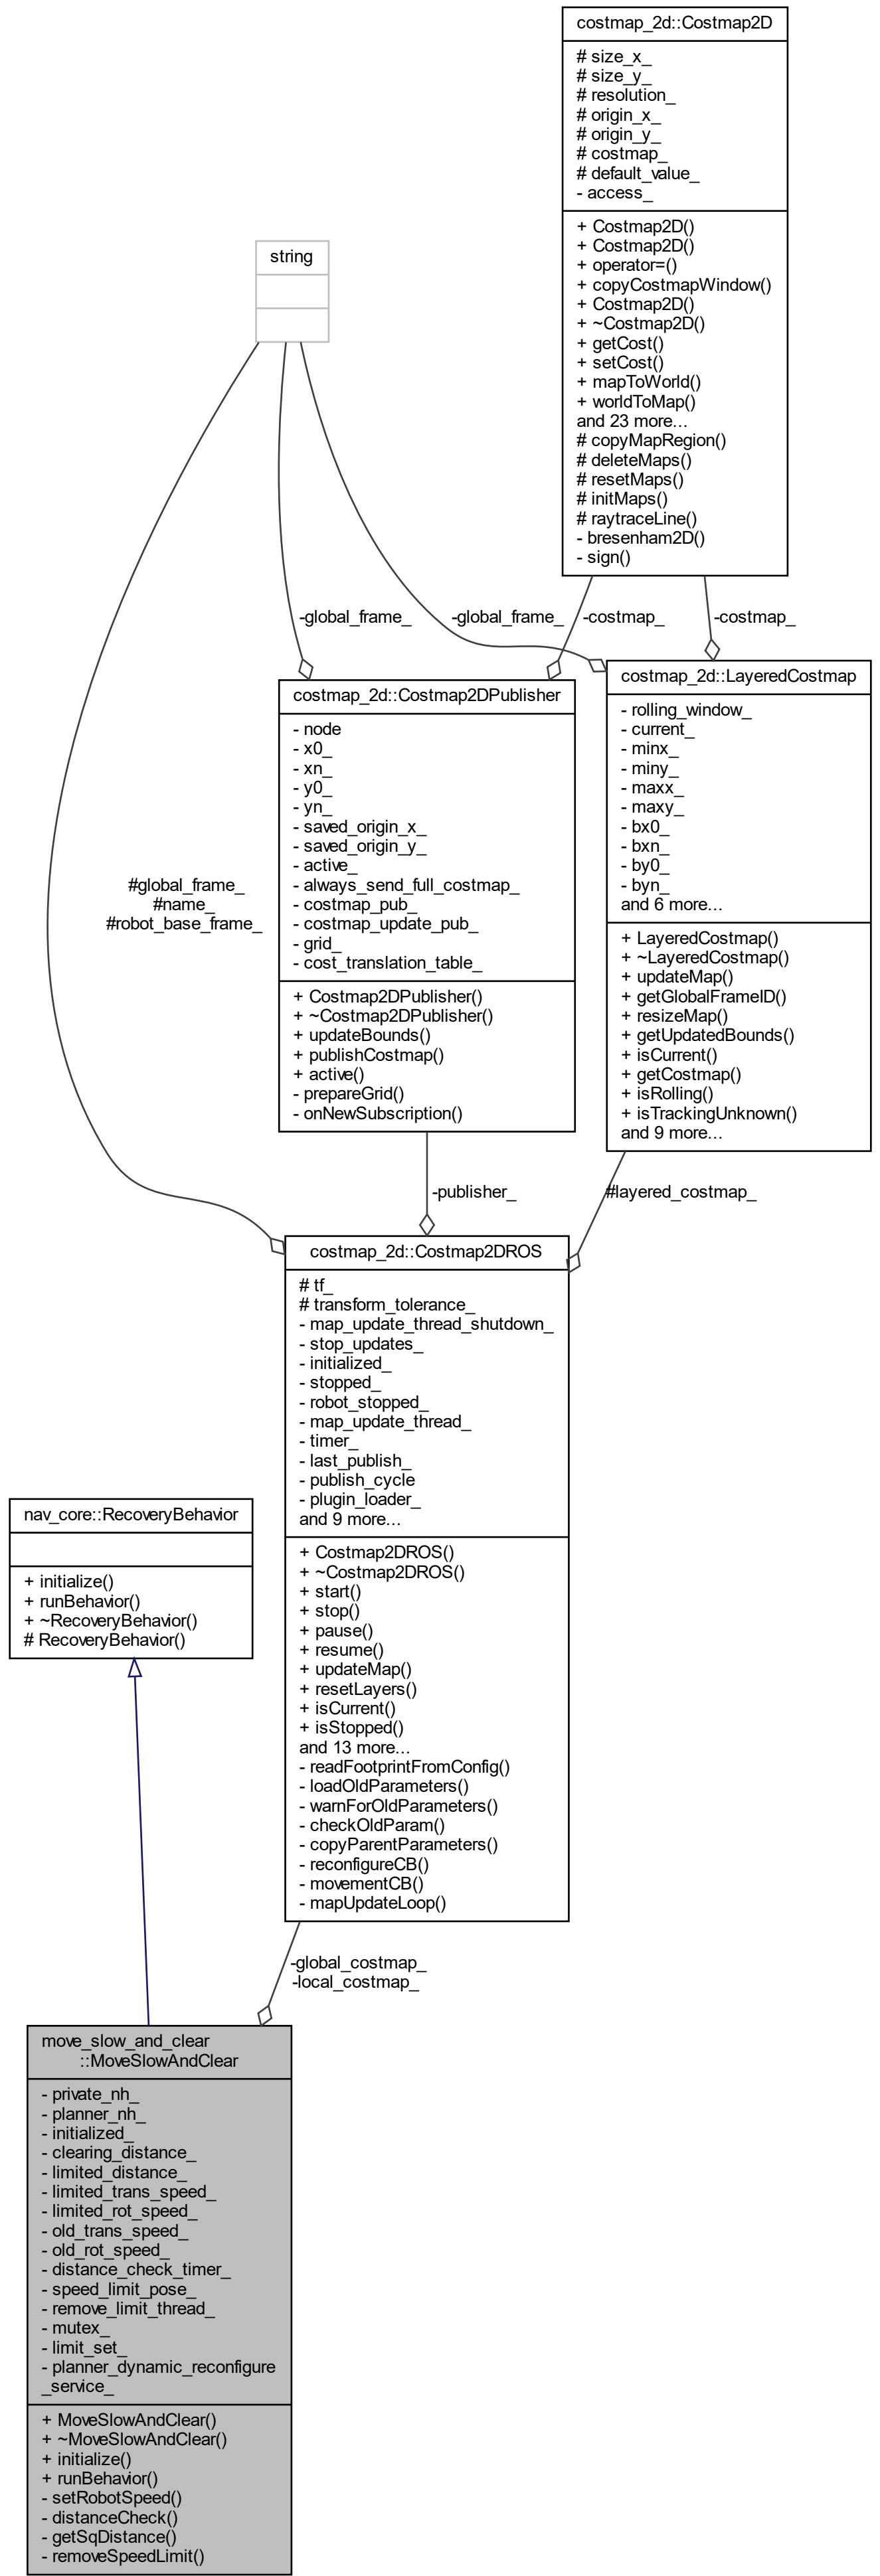 costmap_2d::Costmap2D
# size_x_
# size_y_
# resolution_
# origin_x_
# origin_y_
# costmap_
# default_value_
- access_
+ Costmap2D()
+ Costmap2D()
+ operator=()
+ copyCostmapWindow()
+ Costmap2D()
+ ~Costmap2D()
+ getCost()
+ setCost()
+ mapToWorld()
+ worldToMap()
and 23 more...
# copyMapRegion()
# deleteMaps()
# resetMaps()
# initMaps()
# raytraceLine()
- bresenham2D()
- sign()
string
-global_frame_
-global_frame_
-costmap_
-costmap_
costmap_2d::Costmap2DPublisher
- node
- x0_
- xn_
- y0_
- yn_
- saved_origin_x_
- saved_origin_y_
- active_
- always_send_full_costmap_
- costmap_pub_
- costmap_update_pub_
- grid_
- cost_translation_table_
+ Costmap2DPublisher()
+ ~Costmap2DPublisher()
+ updateBounds()
+ publishCostmap()
+ active()
- prepareGrid()
- onNewSubscription()
costmap_2d::LayeredCostmap
- rolling_window_
- current_
- minx_
- miny_
- maxx_
- maxy_
- bx0_
- bxn_
- by0_
- byn_
and 6 more...
+ LayeredCostmap()
+ ~LayeredCostmap()
+ updateMap()
+ getGlobalFrameID()
+ resizeMap()
+ getUpdatedBounds()
+ isCurrent()
+ getCostmap()
+ isRolling()
+ isTrackingUnknown()
and 9 more...
#global_frame_
#name_
#robot_base_frame_
-publisher_
#layered_costmap_
costmap_2d::Costmap2DROS
# tf_
# transform_tolerance_
- map_update_thread_shutdown_
- stop_updates_
- initialized_
- stopped_
- robot_stopped_
- map_update_thread_
- timer_
- last_publish_
- publish_cycle
- plugin_loader_
and 9 more...
+ Costmap2DROS()
+ ~Costmap2DROS()
+ start()
+ stop()
+ pause()
+ resume()
+ updateMap()
+ resetLayers()
+ isCurrent()
+ isStopped()
and 13 more...
- readFootprintFromConfig()
- loadOldParameters()
- warnForOldParameters()
- checkOldParam()
- copyParentParameters()
- reconfigureCB()
- movementCB()
- mapUpdateLoop()
nav_core::RecoveryBehavior
+ initialize()
+ runBehavior()
+ ~RecoveryBehavior()
# RecoveryBehavior()
-global_costmap_
-local_costmap_
move_slow_and_clear
::MoveSlowAndClear
- private_nh_
- planner_nh_
- initialized_
- clearing_distance_
- limited_distance_
- limited_trans_speed_
- limited_rot_speed_
- old_trans_speed_
- old_rot_speed_
- distance_check_timer_
- speed_limit_pose_
- remove_limit_thread_
- mutex_
- limit_set_
- planner_dynamic_reconfigure
_service_
+ MoveSlowAndClear()
+ ~MoveSlowAndClear()
+ initialize()
+ runBehavior()
- setRobotSpeed()
- distanceCheck()
- getSqDistance()
- removeSpeedLimit()